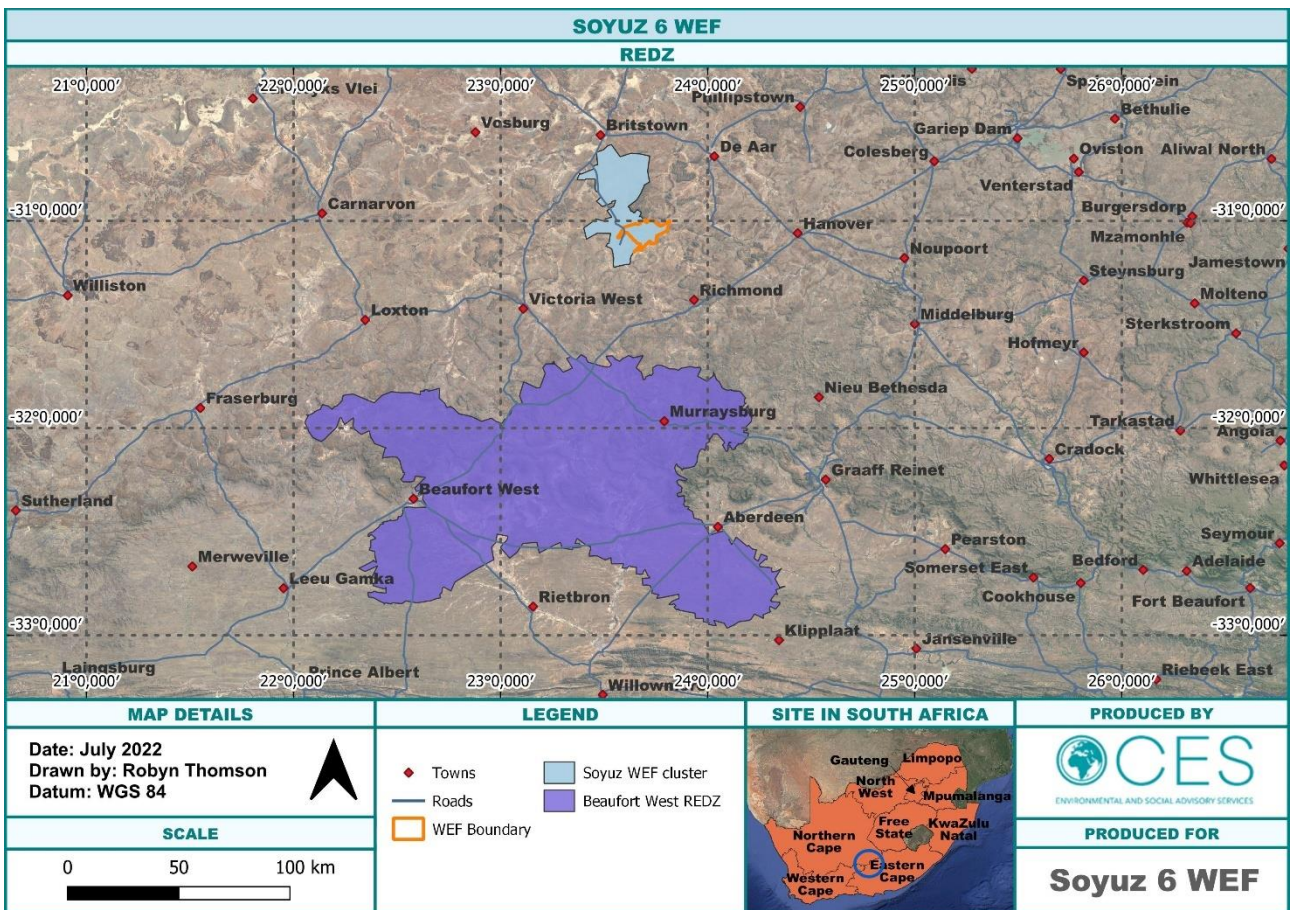 SOYUZ 6 WEF
REDZ
21°0,000′ 22°0,000′ 23°0,000′ 24°0,000′ 25°0,000′ 26°0,000′
Vlei
Phillipstown
Bethulie
Vosburg
Britstown
Gariep Dam
De Aar
Colesberg
Oviston
Aliwal North
Venterstad
-31°0,000′ -31°0,000′
Carnarvon
Burgersdorp
Hanover
Mzamonhle
Noupoort
Jamestown
Steynsburg
Williston
Richmond
Victoria West
Molteno
Loxton
Middelburg
Sterkstroom
Hofmeyr
Nieu Bethesda
Fraserburg
Murraysburg
-32°0,000′ -32°0,000′
Tarkastad
Angola
Cradock
Graaff Reinet
Whittlesea
Beaufort West
Sutherland
Aberdeen
Seymour
Pearston
Merweville
Somerset East
Bedford
Adelaide
Leeu Gamka
Cookhouse
Fort Beaufort
Rietbron
-33°0,000′ -33°0,000′
Klipplaat
Jansenville
Laingsburg
Prince Albert
Riebeek East
21°0,000′ 22°0,000′ 23°0,000′ 24°0,000′ 25°0,000′ 26°0,000′
MAP DETAILS
Date: July 2022
Drawn by: Robyn Thomson
Datum: WGS 84
SCALE
0 50 100 km
LEGEND
Towns
Roads
WEF Boundary
Soyuz WEF cluster
Beaufort West REDZ
SITE IN SOUTH AFRICA
Limpopo
Gauteng
North
West
Mpumalanga
Free
State
KwaZulu
Natal
Northern
Cape
Eastern
Cape
Western
Cape
PRODUCED BY
CES
ENVIRONMENTAL AND SOCIAL ADVISORY SERVICES
PRODUCED FOR
Soyuz 6 WEF